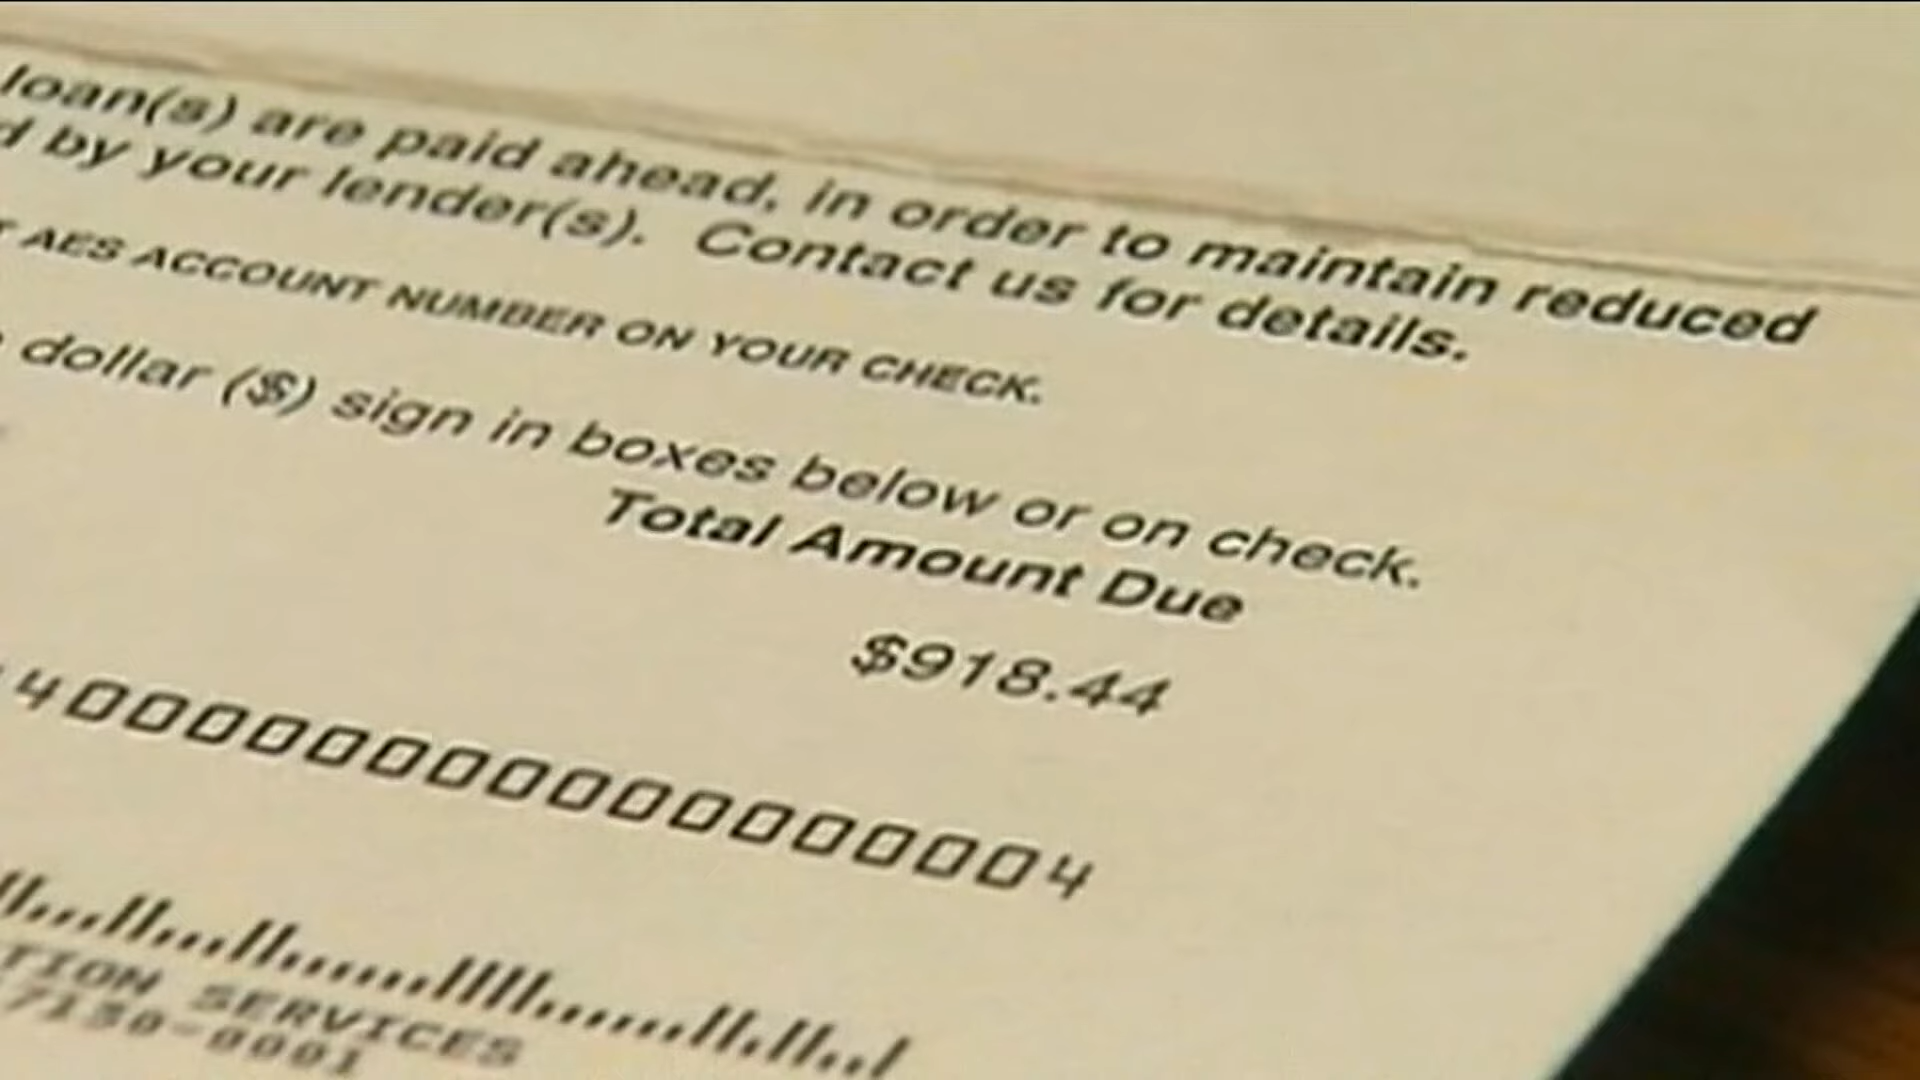 loan(s) are paid ahead, in order to maintain reduced
by your lender(s). Contact us for details.
AES ACCOUNT NUMBER ON YOUR CHECK.
dollar ($) sign in boxes below or on check.
Total Amount Due
$918.44
400000000000000004
TION SERVICES
7130-0001